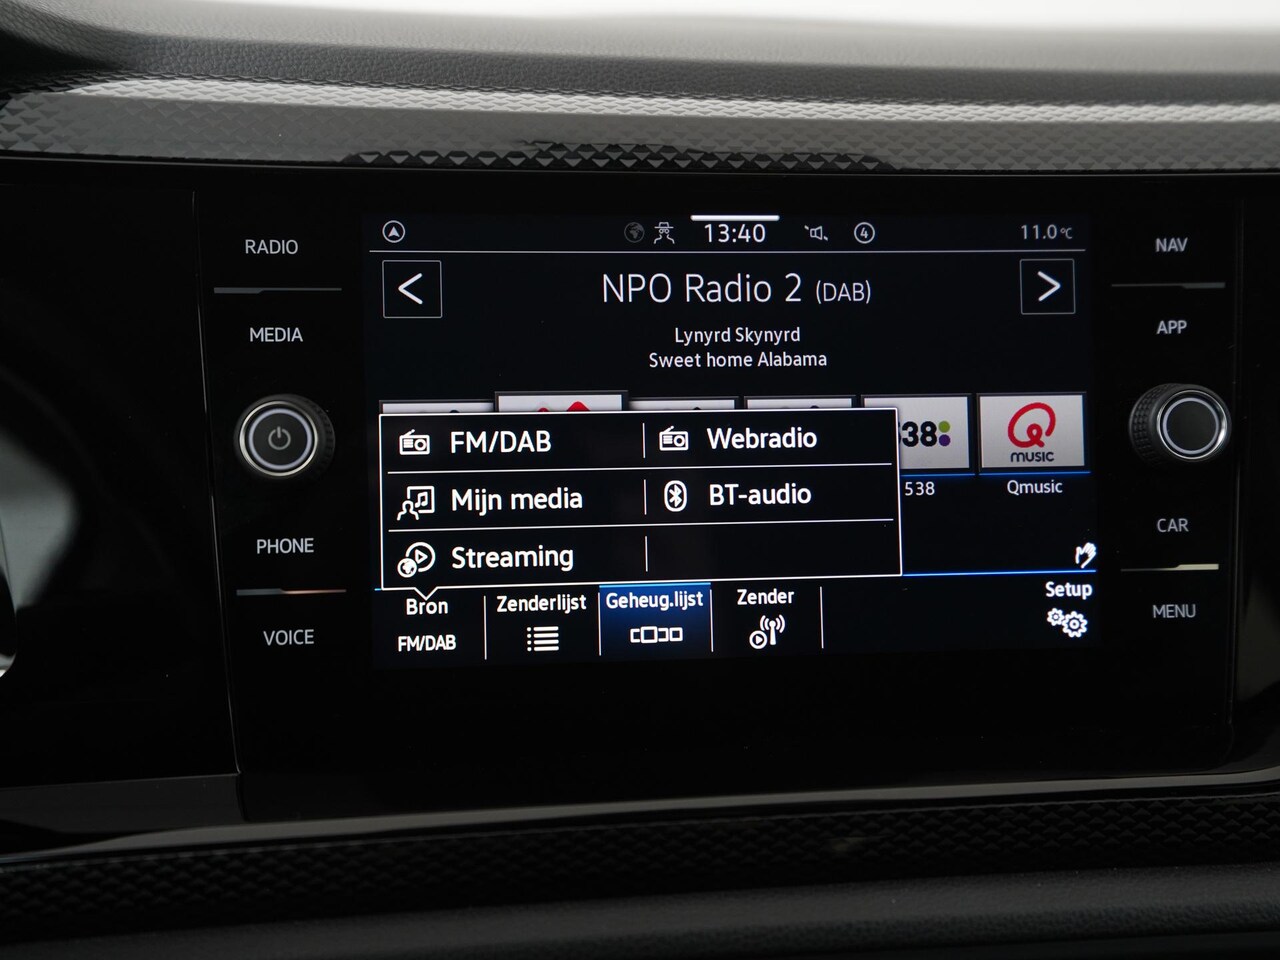 RADIO
MEDIA
PHONE
VOICE
13:40
4
11.0°C
<
NPO Radio 2 (DAB)
>
Lynyrd Skynyrd
Sweet home Alabama
38
MUSIC
538
Qmusic
FM/DAB
Webradio
Mijn media
BT-audio
Streaming
Bron
FM/DAB
Zenderlijst
Geheug.lijst
Zender
Setup
NAV
APP
CAR
MENU